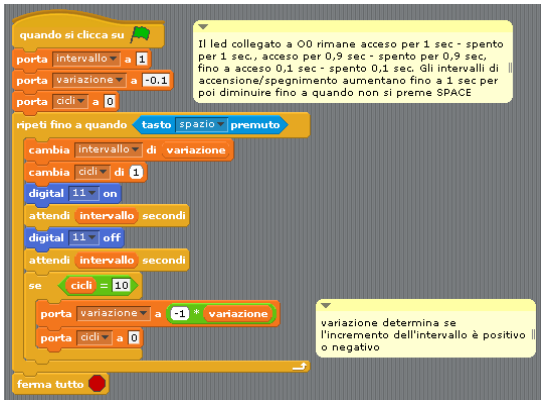 quando si clicca su
porta intervallo a 1
porta variazione a -0.1
porta cicli a 0
ripeti fino a quando tasto spazio premuto
cambia intervallo di variazione
cambia cicli di 1
digital 11 on
attendi intervallo secondi
digital 11 off
attendi intervallo secondi
se cicli = 10
porta variazione a -1 * variazione
porta cicli a 0
ferma tutto
Il led collegato a O0 rimane acceso per 1 sec - spento
per 1 sec., acceso per 0,9 sec - spento per 0,9 sec,
fino a acceso 0,1 sec - spento 0,1 sec. Gli intervalli di
accensione/spegnimento aumentano fino a 1 sec per
poi diminuire fino a quando non si preme SPACE
variazione determina se
l'incremento dell'intervallo è positivo
o negativo